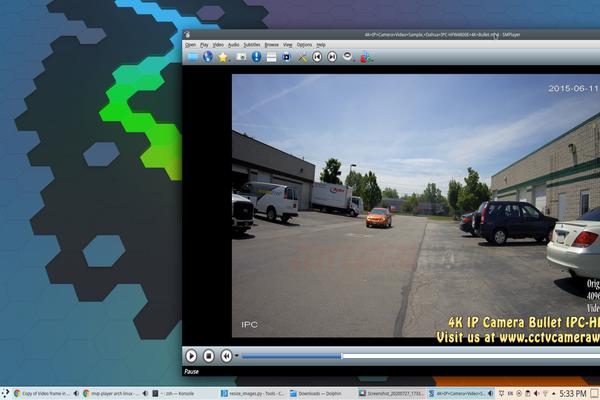 4K+IP+Camera+Video+Sample,+Dahua+IPC-HFW4800E+4K+Bullet.mp4 - SMPlayer
Open Play Video Audio Subtitles Browse View Options Help
2015-06-11
IPC
Orig
4096
Video
4K IP Camera Bullet IPC-HF
Visit us at www.cctvcameraw
Pause
Copy of Video frame in
mvp player arch linux -
~ : zsh — Konsole
resize_images.py - Tools - C
Downloads — Dolphin
Screenshot_20200727_1733
4K+IP+Camera+Video+S
EN
5:33 PM